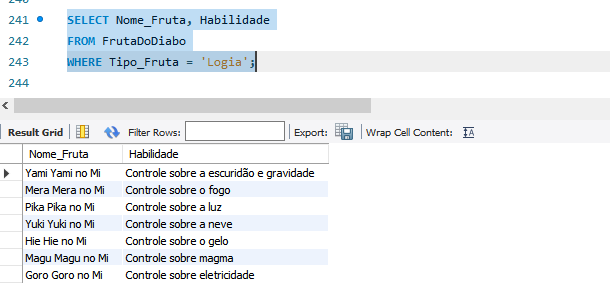 241 SELECT Nome_Fruta, Habilidade
242 FROM FrutaDoDiabo
243 WHERE Tipo_Fruta = 'Logia';
244
Result Grid Filter Rows: Export: Wrap Cell Content:
Nome_Fruta Habilidade
Yami Yami no Mi Controle sobre a escuridão e gravidade
Mera Mera no Mi Controle sobre o fogo
Pika Pika no Mi Controle sobre a luz
Yuki Yuki no Mi Controle sobre a neve
Hie Hie no Mi Controle sobre o gelo
Magu Magu no Mi Controle sobre magma
Goro Goro no Mi Controle sobre eletricidade